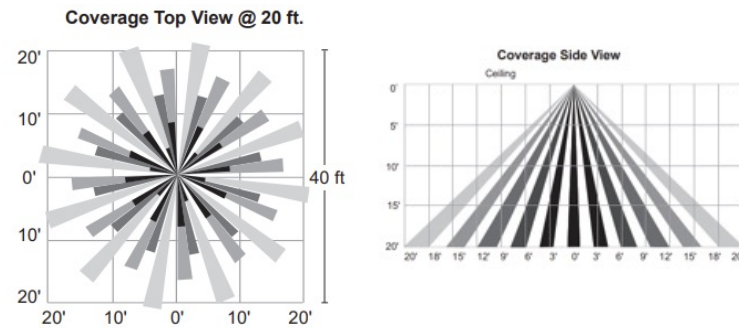 Coverage Top View @ 20 ft.
20'
10'
0'
10'
20'
20' 10' 0' 10' 20'
40 ft
Coverage Side View
Ceiling
0'
5'
10'
15'
20'
20' 18' 15' 12' 9' 6' 3' 0' 3' 6' 9' 12' 15' 18' 20